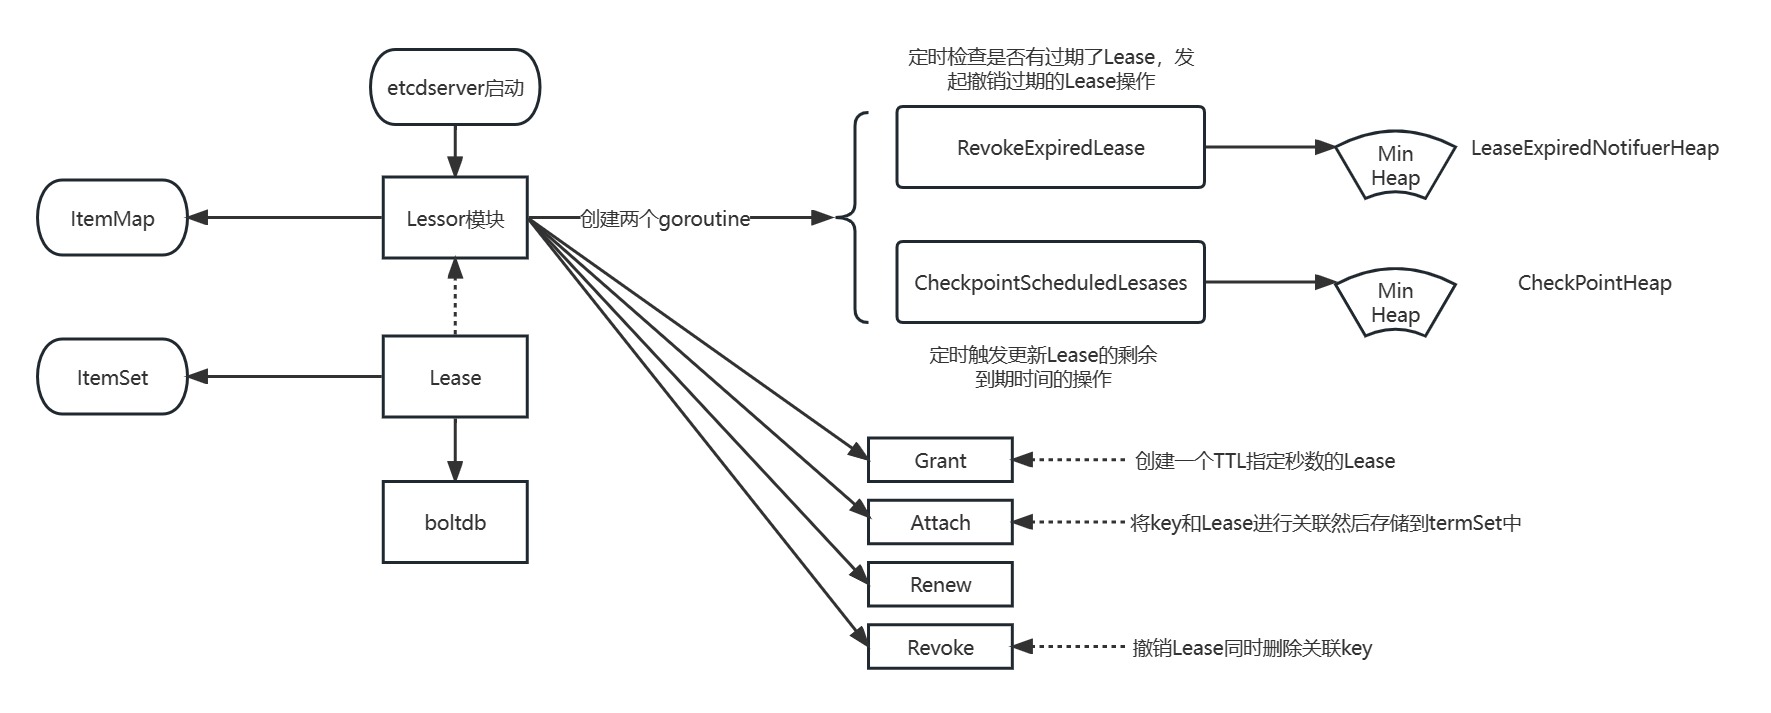 etcdserver启动
定时检查是否有过期了Lease，发
起撤销过期的Lease操作
RevokeExpiredLease
Min
Heap
LeaseExpiredNotifuerHeap
ItemMap
Lessor模块
创建两个goroutine
CheckpointScheduledLesases
Min
Heap
CheckPointHeap
定时触发更新Lease的剩余
到期时间的操作
ItemSet
Lease
Grant
创建一个TTL指定秒数的Lease
boltdb
Attach
将key和Lease进行关联然后存储到termSet中
Renew
Revoke
撤销Lease同时删除关联key